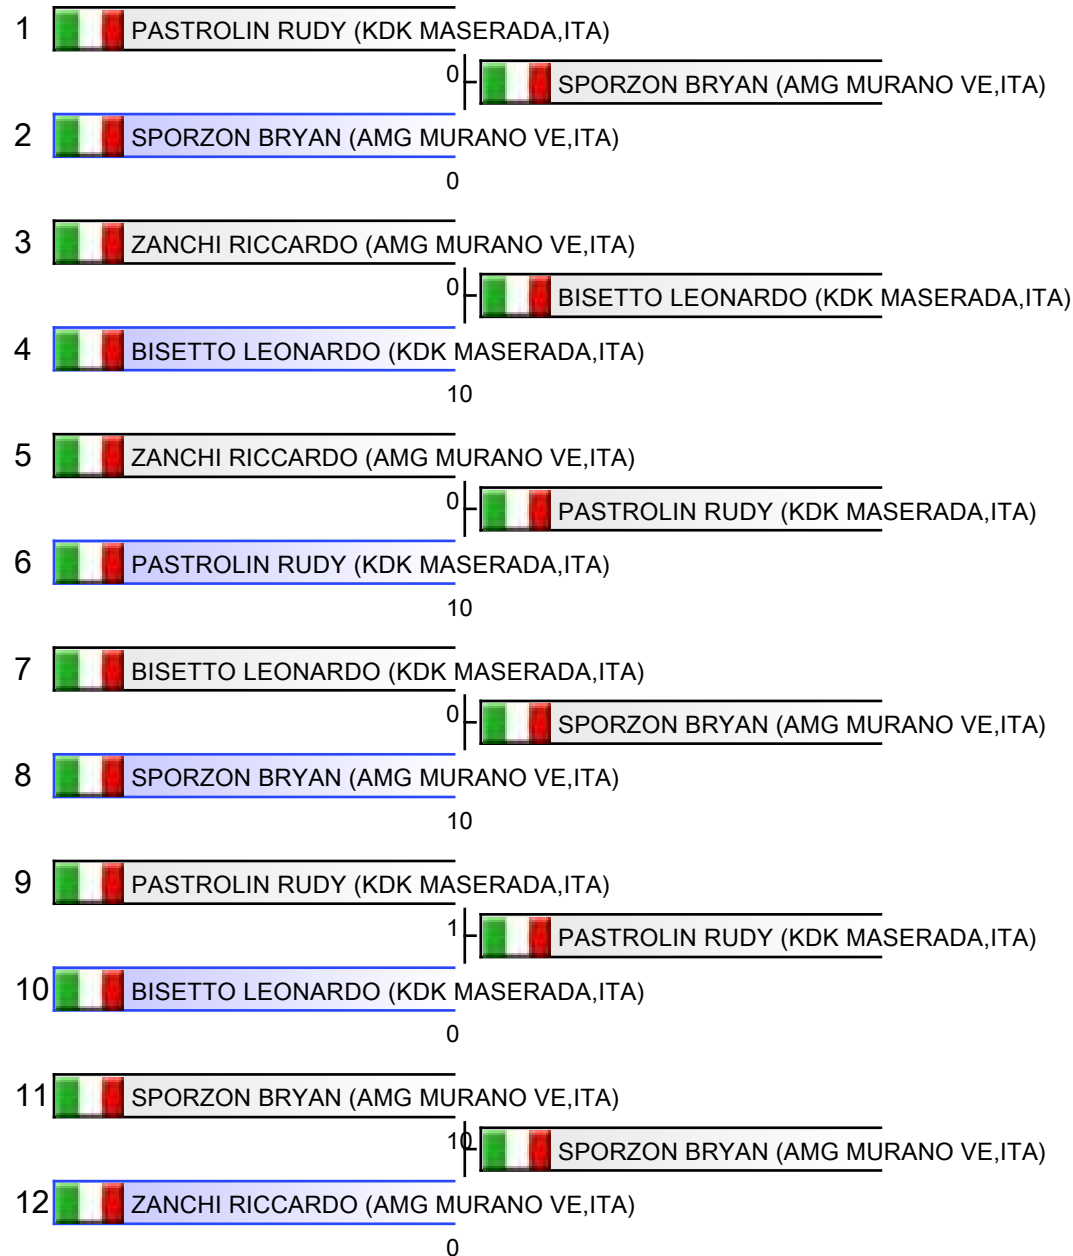 1 PASTROLIN RUDY (KDK MASERADA,ITA)
0 SPORZON BRYAN (AMG MURANO VE,ITA)
2 SPORZON BRYAN (AMG MURANO VE,ITA)
0
3 ZANCHI RICCARDO (AMG MURANO VE,ITA)
0 BISETTO LEONARDO (KDK MASERADA,ITA)
4 BISETTO LEONARDO (KDK MASERADA,ITA)
10
5 ZANCHI RICCARDO (AMG MURANO VE,ITA)
0 PASTROLIN RUDY (KDK MASERADA,ITA)
6 PASTROLIN RUDY (KDK MASERADA,ITA)
10
7 BISETTO LEONARDO (KDK MASERADA,ITA)
0 SPORZON BRYAN (AMG MURANO VE,ITA)
8 SPORZON BRYAN (AMG MURANO VE,ITA)
10
9 PASTROLIN RUDY (KDK MASERADA,ITA)
1 PASTROLIN RUDY (KDK MASERADA,ITA)
10 BISETTO LEONARDO (KDK MASERADA,ITA)
0
11 SPORZON BRYAN (AMG MURANO VE,ITA)
10 SPORZON BRYAN (AMG MURANO VE,ITA)
12 ZANCHI RICCARDO (AMG MURANO VE,ITA)
0